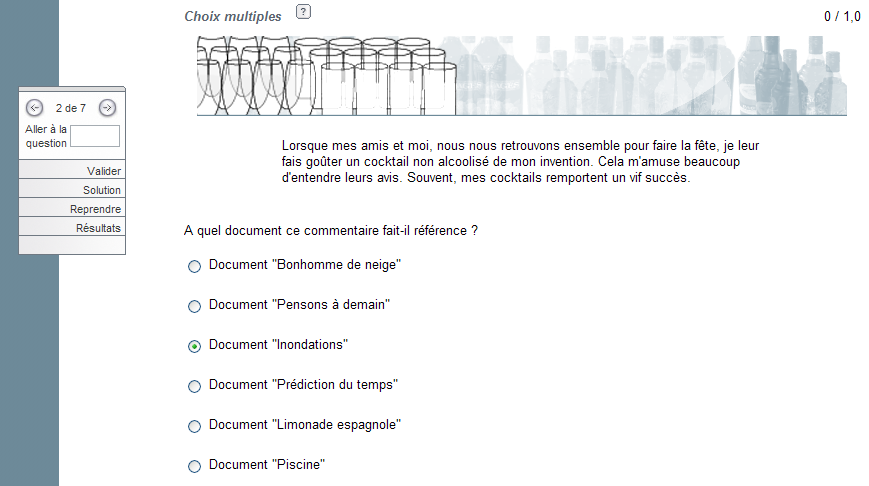 Choix multiples
?
0 / 1,0
2 de 7
Aller à la
question
Valider
Solution
Reprendre
Résultats
Lorsque mes amis et moi, nous nous retrouvons ensemble pour faire la fête, je leur
fais goûter un cocktail non alcoolisé de mon invention. Cela m'amuse beaucoup
d'entendre leurs avis. Souvent, mes cocktails remportent un vif succès.
A quel document ce commentaire fait-il référence ?
Document "Bonhomme de neige"
Document "Pensons à demain"
Document "Inondations"
Document "Prédiction du temps"
Document "Limonade espagnole"
Document "Piscine"